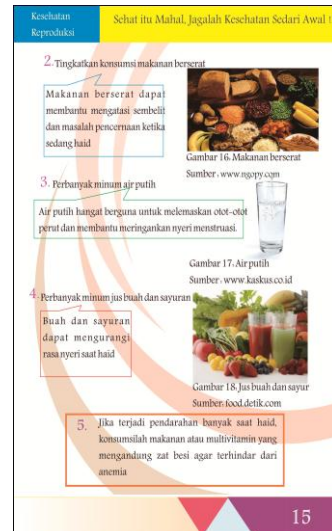 Kesehatan
Reproduksi
Sehat itu Mahal, Jagalah Kesehatan Sedari Awal
2. Tingkatkan konsumsi makanan berserat
Makanan berserat dapat
membantu mengatasi sembelit
dan masalah pencernaan ketika
sedang haid
Gambar 16. Makanan berserat
Sumber : www.ngopy.com
3. Perbanyak minum air putih
Air putih hangat berguna untuk melemaskan otot-otot
perut dan membantu meringankan nyeri menstruasi.
Gambar 17. Air putih
Sumber : www.kaskus.co.id
4. Perbanyak minum jus buah dan sayuran
Buah dan sayuran
dapat mengurangi
rasa nyeri saat haid
Gambar 18. Jus buah dan sayur
Sumber: food.detik.com
5. Jika terjadi pendarahan banyak saat haid,
konsumsilah makanan atau multivitamin yang
mengandung zat besi agar terhindar dari
anemia
15